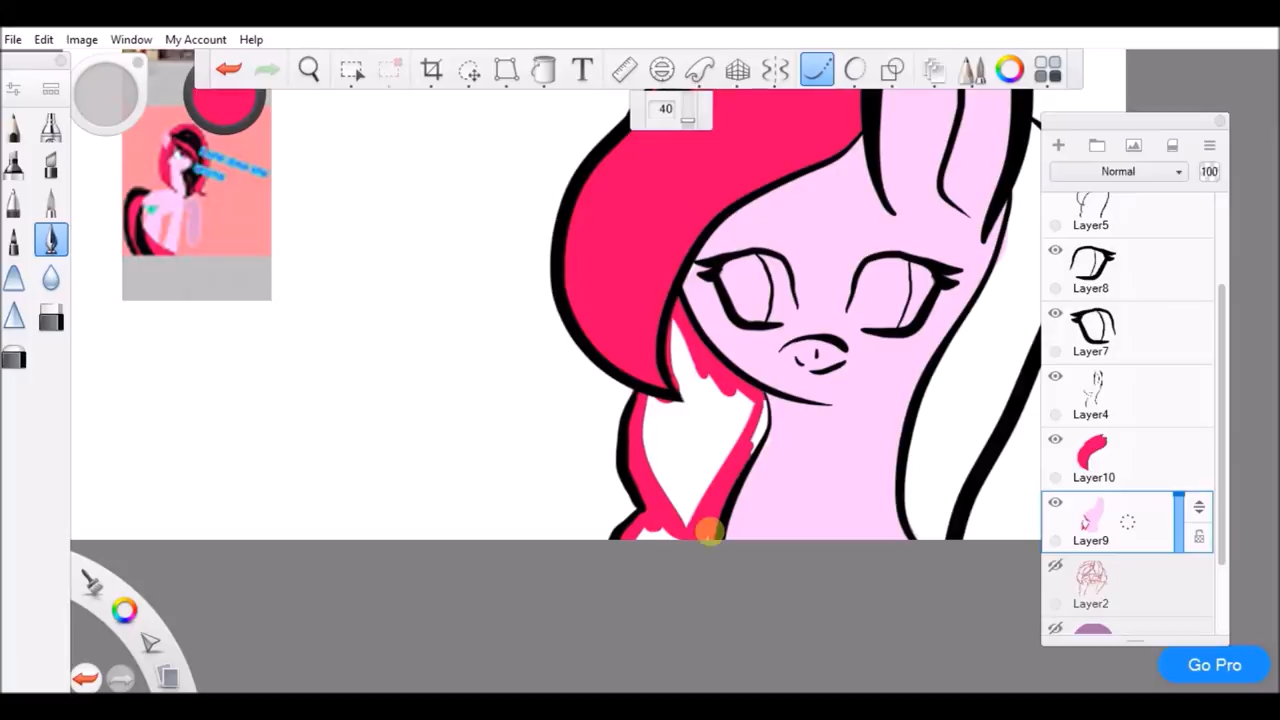 File Edit Image Window My Account Help
T
40
Normal 100
Layer5
Layer8
Layer7
Layer4
Layer10
Layer9
Layer2
Go Pro